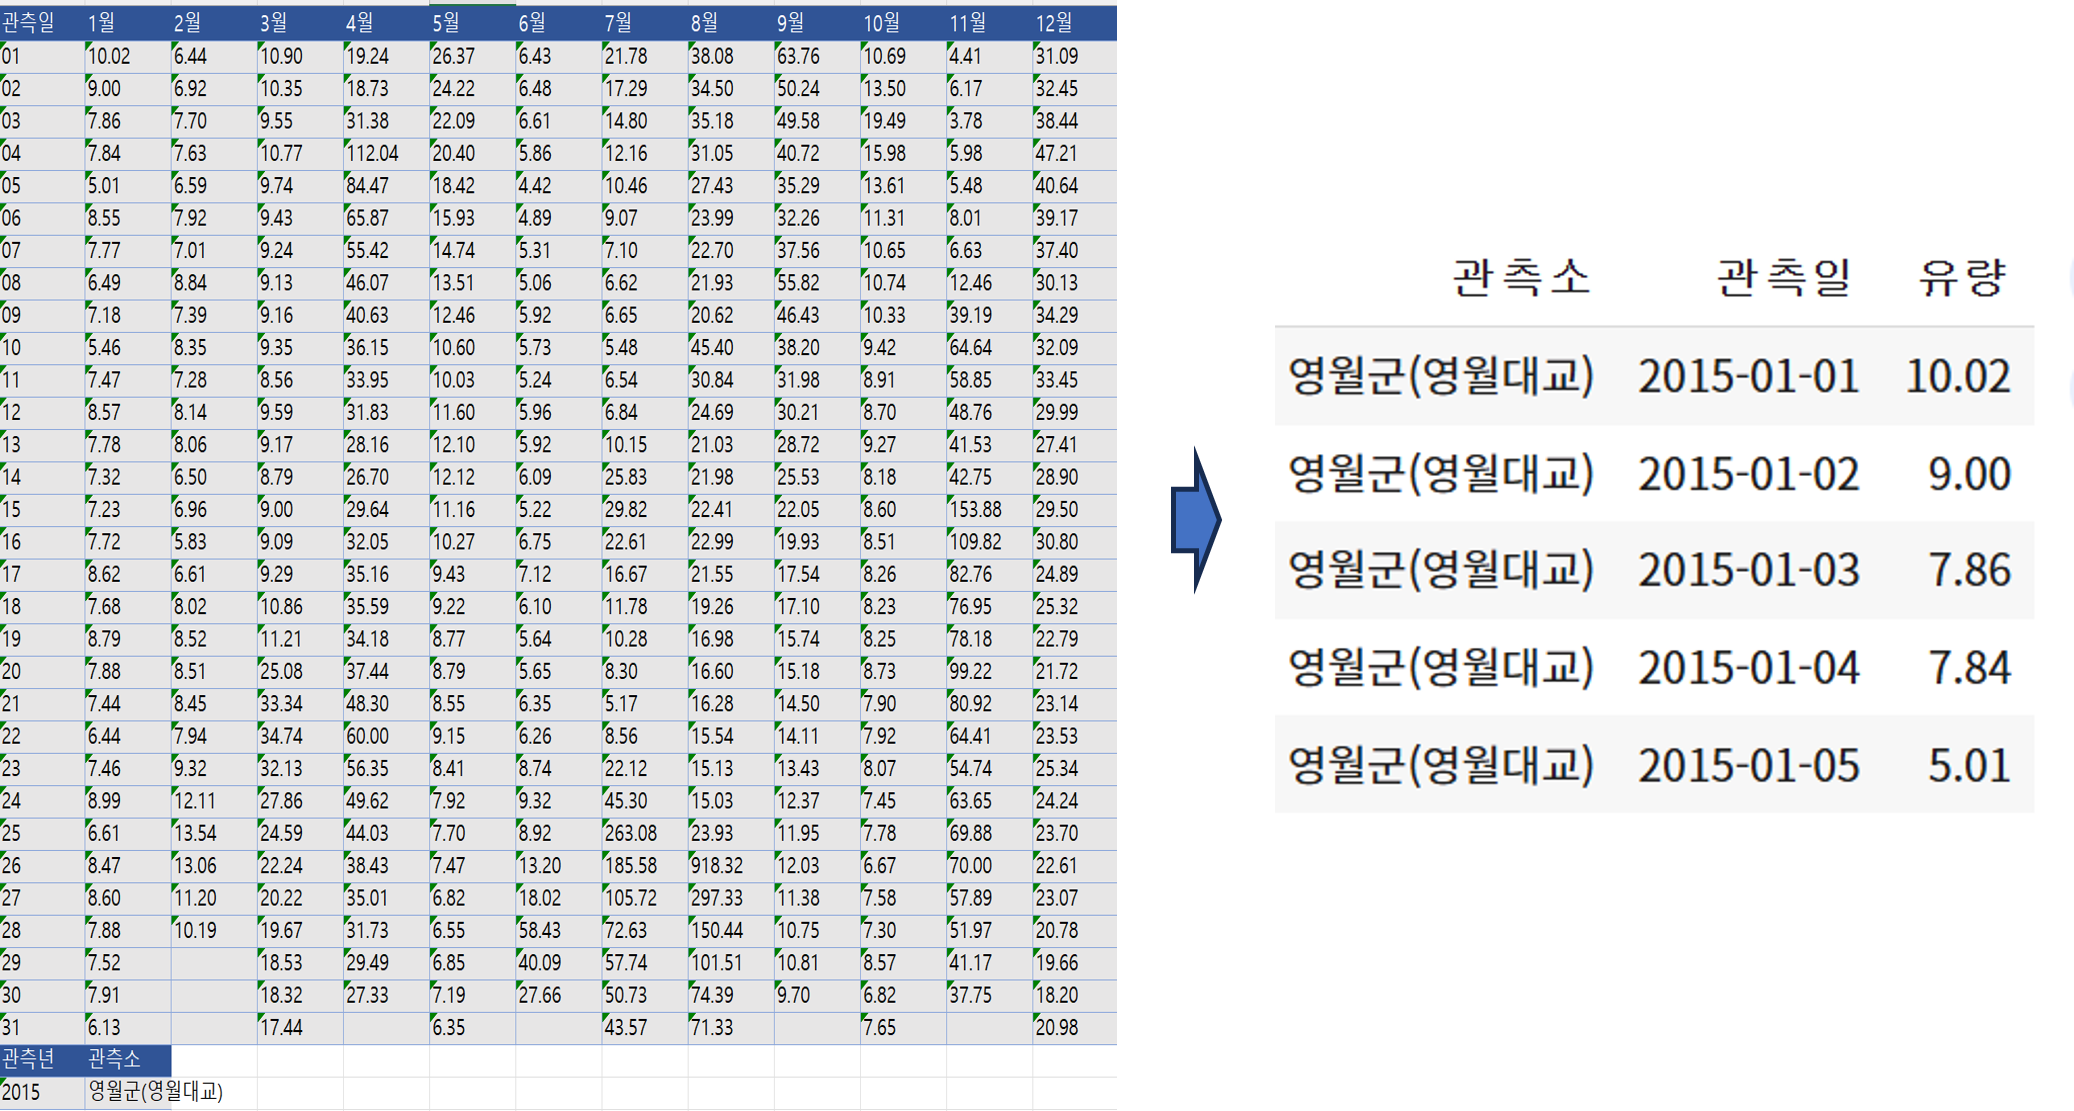 관측일 1월 2월 3월 4월 5월 6월 7월 8월 9월 10월 11월 12월
01 10.02 6.44 10.90 19.24 26.37 6.43 21.78 38.08 63.76 10.69 4.41 31.09
02 9.00 6.92 10.35 18.73 24.22 6.48 17.29 34.50 50.24 13.50 6.17 32.45
03 7.86 7.70 9.55 31.38 22.09 6.61 14.80 35.18 49.58 19.49 3.78 38.44
04 7.84 7.63 10.77 112.04 20.40 5.86 12.16 31.05 40.72 15.98 5.98 47.21
05 5.01 6.59 9.74 84.47 18.42 4.42 10.46 27.43 35.29 13.61 5.48 40.64
06 8.55 7.92 9.43 65.87 15.93 4.89 9.07 23.99 32.26 11.31 8.01 39.17
07 7.77 7.01 9.24 55.42 14.74 5.31 7.10 22.70 37.56 10.65 6.63 37.40
08 6.49 8.84 9.13 46.07 13.51 5.06 6.62 21.93 55.82 10.74 12.46 30.13
09 7.18 7.39 9.16 40.63 12.46 5.92 6.65 20.62 46.43 10.33 39.19 34.29
10 5.46 8.35 9.35 36.15 10.60 5.73 5.48 45.40 38.20 9.42 64.64 32.09
11 7.47 7.28 8.56 33.95 10.03 5.24 6.54 30.84 31.98 8.91 58.85 33.45
12 8.57 8.14 9.59 31.83 11.60 5.96 6.84 24.69 30.21 8.70 48.76 29.99
13 7.78 8.06 9.17 28.16 12.10 5.92 10.15 21.03 28.72 9.27 41.53 27.41
14 7.32 6.50 8.79 26.70 12.12 6.09 25.83 21.98 25.53 8.18 42.75 28.90
15 7.23 6.96 9.00 29.64 11.16 5.22 29.82 22.41 22.05 8.60 153.88 29.50
16 7.72 5.83 9.09 32.05 10.27 6.75 22.61 22.99 19.93 8.51 109.82 30.80
17 8.62 6.61 9.29 35.16 9.43 7.12 16.67 21.55 17.54 8.26 82.76 24.89
18 7.68 8.02 10.86 35.59 9.22 6.10 11.78 19.26 17.10 8.23 76.95 25.32
19 8.79 8.52 11.21 34.18 8.77 5.64 10.28 16.98 15.74 8.25 78.18 22.79
20 7.88 8.51 25.08 37.44 8.79 5.65 8.30 16.60 15.18 8.73 99.22 21.72
21 7.44 8.45 33.34 48.30 8.55 6.35 5.17 16.28 14.50 7.90 80.92 23.14
22 6.44 7.94 34.74 60.00 9.15 6.26 8.56 15.54 14.11 7.92 64.41 23.53
23 7.46 9.32 32.13 56.35 8.41 8.74 22.12 15.13 13.43 8.07 54.74 25.34
24 8.99 12.11 27.86 49.62 7.92 9.32 45.30 15.03 12.37 7.45 63.65 24.24
25 6.61 13.54 24.59 44.03 7.70 8.92 263.08 23.93 11.95 7.78 69.88 23.70
26 8.47 13.06 22.24 38.43 7.47 13.20 185.58 918.32 12.03 6.67 70.00 22.61
27 8.60 11.20 20.22 35.01 6.82 18.02 105.72 297.33 11.38 7.58 57.89 23.07
28 7.88 10.19 19.67 31.73 6.55 58.43 72.63 150.44 10.75 7.30 51.97 20.78
29 7.52 18.53 29.49 6.85 40.09 57.74 101.51 10.81 8.57 41.17 19.66
30 7.91 18.32 27.33 7.19 27.66 50.73 74.39 9.70 6.82 37.75 18.20
31 6.13 17.44 6.35 43.57 71.33 7.65 20.98
관측년 관측소
2015 영월군(영월대교)
관측소 관측일 유량
영월군(영월대교) 2015-01-01 10.02
영월군(영월대교) 2015-01-02 9.00
영월군(영월대교) 2015-01-03 7.86
영월군(영월대교) 2015-01-04 7.84
영월군(영월대교) 2015-01-05 5.01